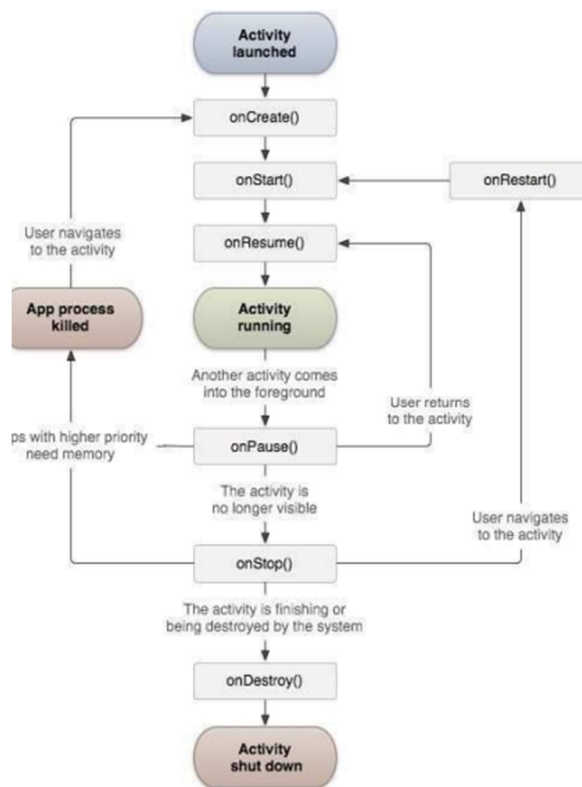 Activity
launched
onCreate()
onStart()
onRestart()
User navigates
to the activity
onResume()
App process
killed
Activity
running
Another activity comes
into the foreground
User returns
to the activity
ps with higher priority
need memory
onPause()
The activity is
no longer visible
User navigates
to the activity
onStop()
The activity is finishing or
being destroyed by the system
onDestroy()
Activity
shut down